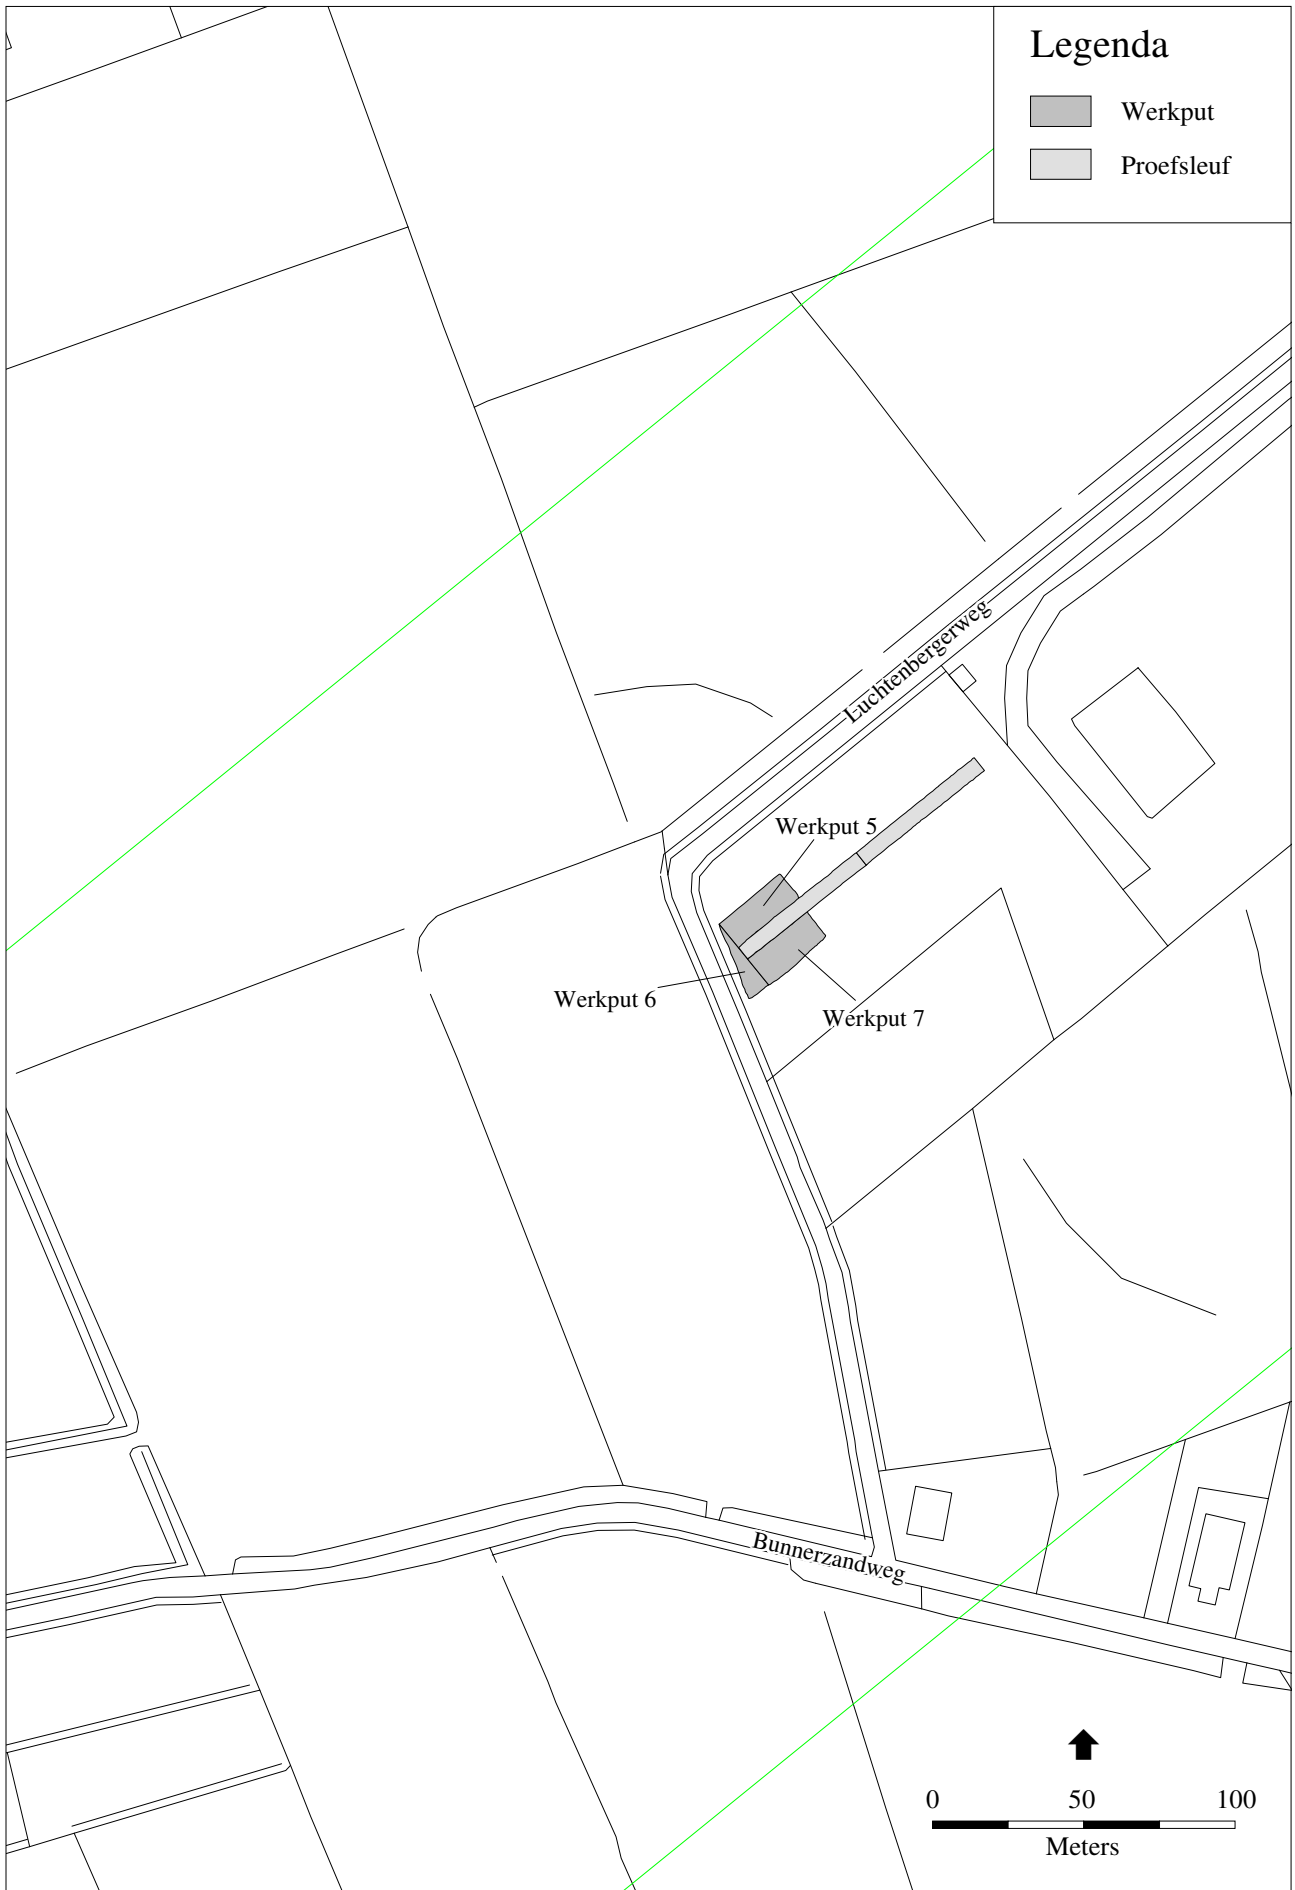 Legenda
Werkput
Proefsleuf
Luchtenbergerweg
Werkput 5
Werkput 6
Werkput 7
Bunnerzandweg
0 50 100
Meters